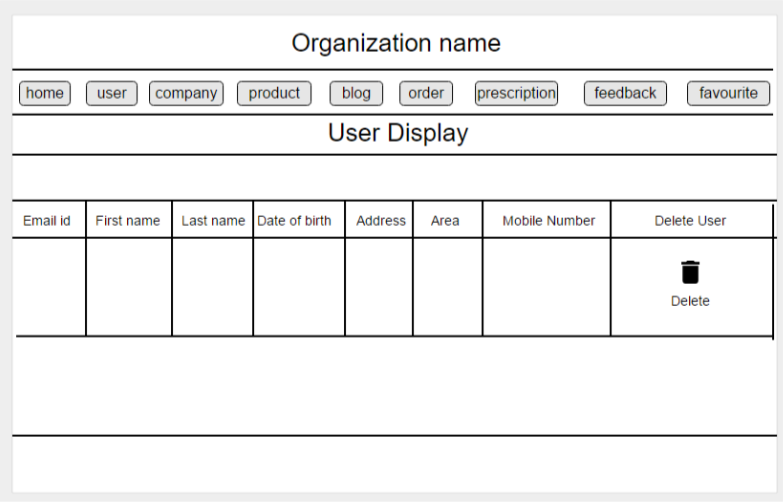 Organization name
home user company product blog order prescription feedback favourite
User Display
Email id First name Last name Date of birth Address Area Mobile Number Delete User
Delete